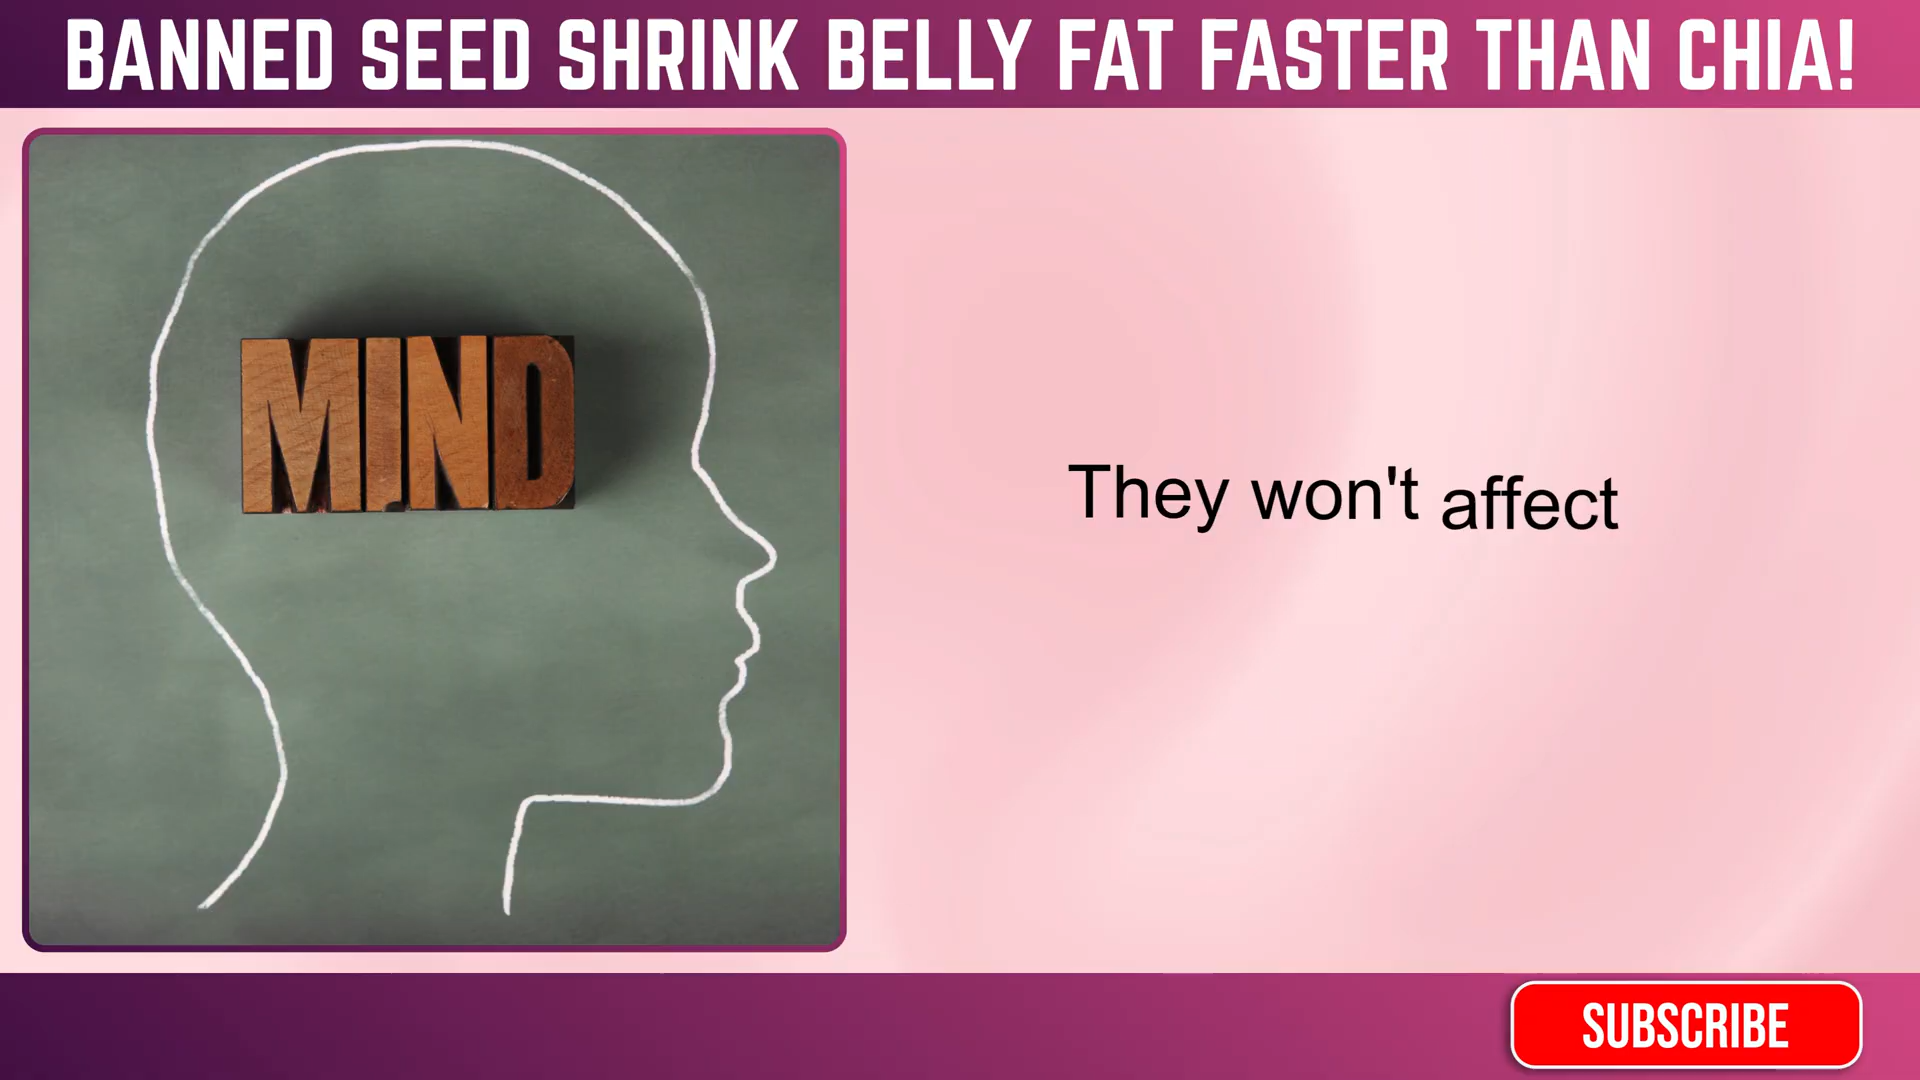 BANNED SEED SHRINK BELLY FAT FASTER THAN CHIA!
MIND
They won't affect
SUBSCRIBE